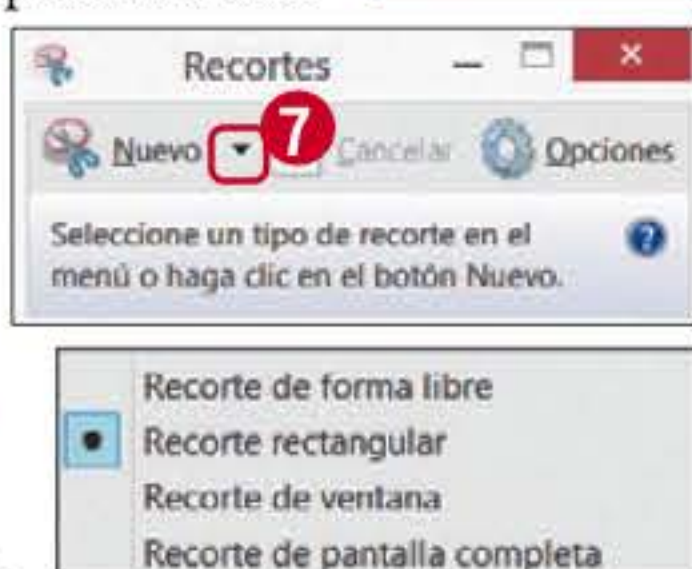 Recortes
Nuevo 7 Cancelar Opciones
Seleccione un tipo de recorte en el
menú o haga clic en el botón Nuevo.
Recorte de forma libre
Recorte rectangular
Recorte de ventana
Recorte de pantalla completa